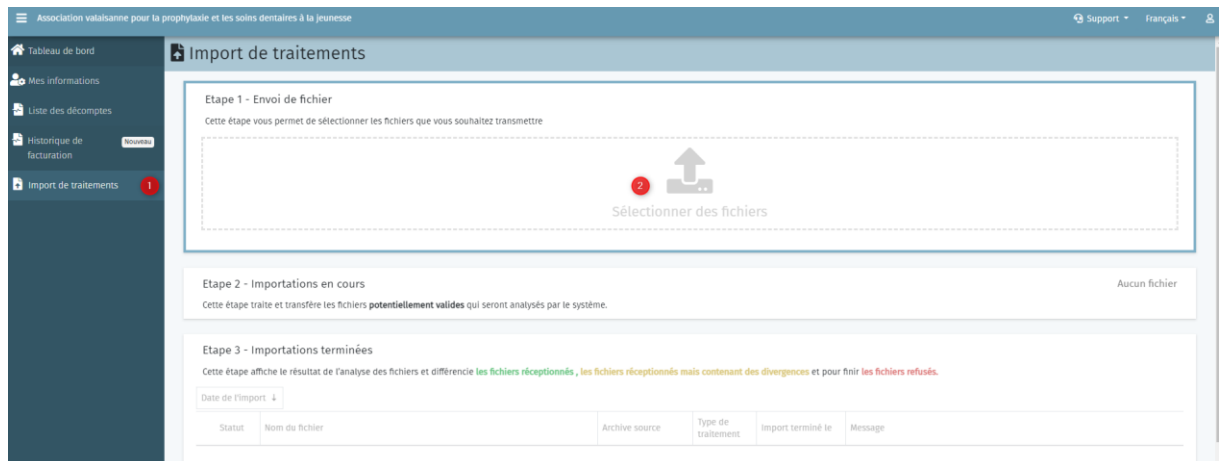 Association valaisanne pour la prophylaxie et les soins dentaires à la jeunesse
Support
Français
Tableau de bord
Mes informations
Liste des décomptes
Historique de
facturation
Nouveau
Import de traitements
1
Import de traitements
Etape 1 - Envoi de fichier
Cette étape vous permet de sélectionner les fichiers que vous souhaitez transmettre
2
Sélectionner des fichiers
Etape 2 - Importations en cours
Aucun fichier
Cette étape traite et transfère les fichiers potentiellement valides qui seront analysés par le système.
Etape 3 - Importations terminées
Cette étape affiche le résultat de l'analyse des fichiers et différencie les fichiers réceptionnés , les fichiers réceptionnés mais contenant des divergences et pour finir les fichiers refusés.
Date de l'import ↓
Statut
Nom du fichier
Archive source
Type de
traitement
Import terminé le
Message